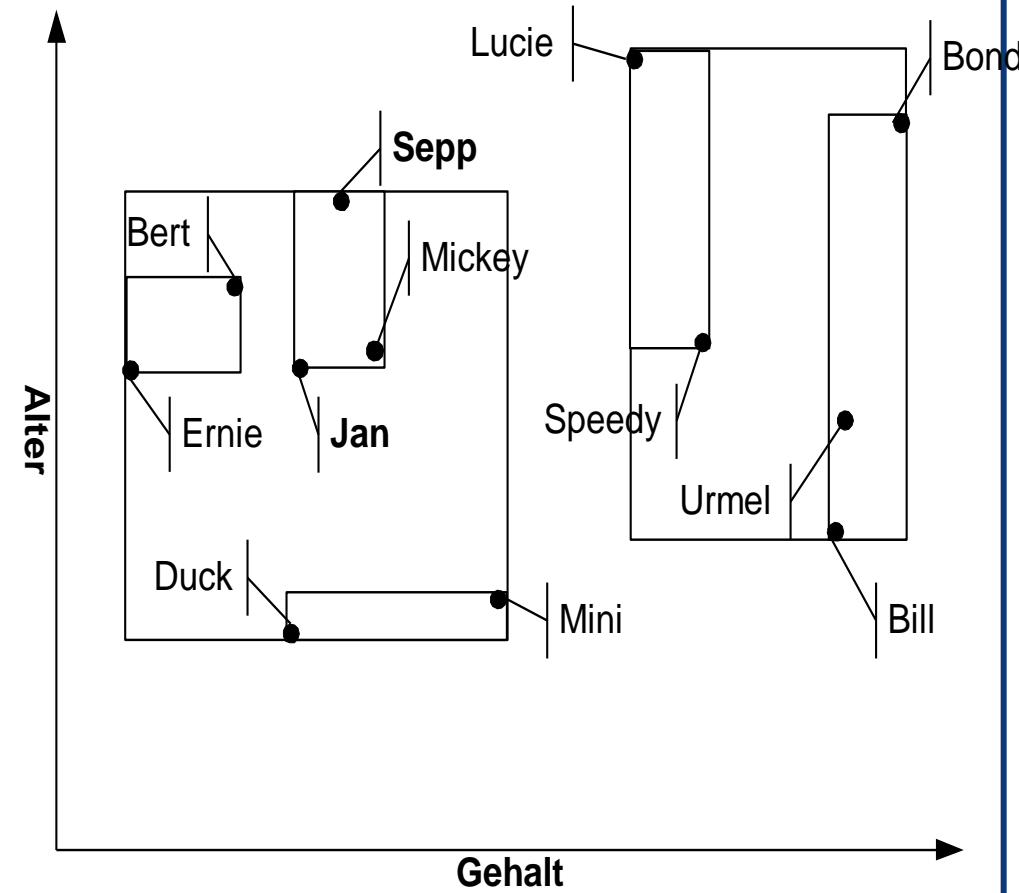 Lucie
Bond
Sepp
Bert
Mickey
Alter
Ernie
Jan
Speedy
Urmel
Duck
Mini
Bill
Gehalt